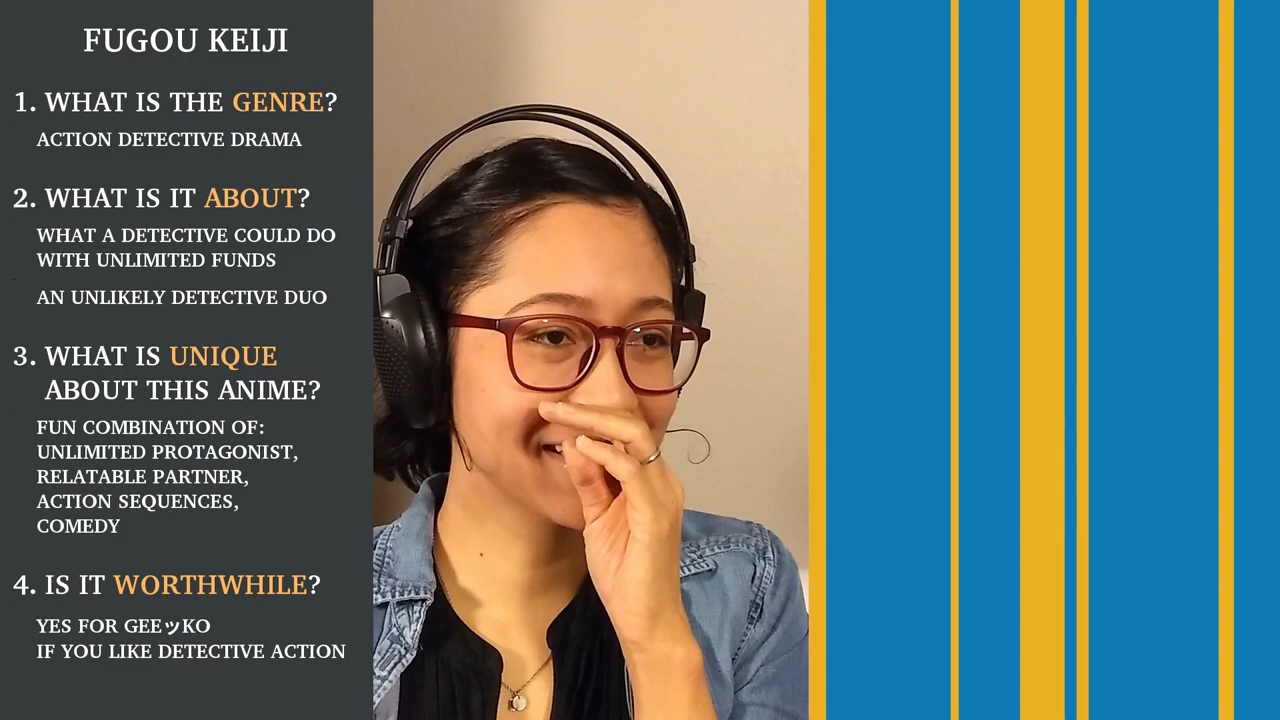 FUGOU KEIJI
1. WHAT IS THE GENRE?
ACTION DETECTIVE DRAMA
2. WHAT IS IT ABOUT?
WHAT A DETECTIVE COULD DO
WITH UNLIMITED FUNDS
AN UNLIKELY DETECTIVE DUO
3. WHAT IS UNIQUE
ABOUT THIS ANIME?
FUN COMBINATION OF:
UNLIMITED PROTAGONIST,
RELATABLE PARTNER,
ACTION SEQUENCES,
COMEDY
4. IS IT WORTHWHILE?
YES FOR GEEッKO
IF YOU LIKE DETECTIVE ACTION